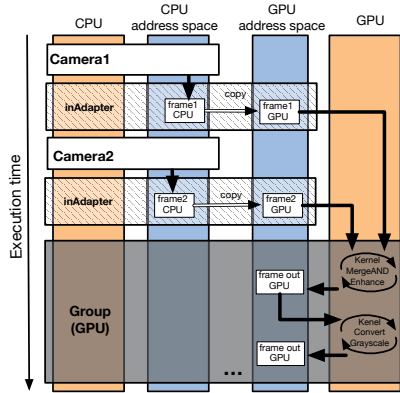 CPU
CPU
address space
GPU
address space
GPU
Camera1
inAdapter
frame1
CPU
copy
frame1
GPU
Camera2
inAdapter
frame2
CPU
copy
frame2
GPU
Execution time
Group
(GPU)
Kernel
MergeAND
Enhance
frame out
GPU
Kenel
Convert
Grayscale
frame out
GPU
...